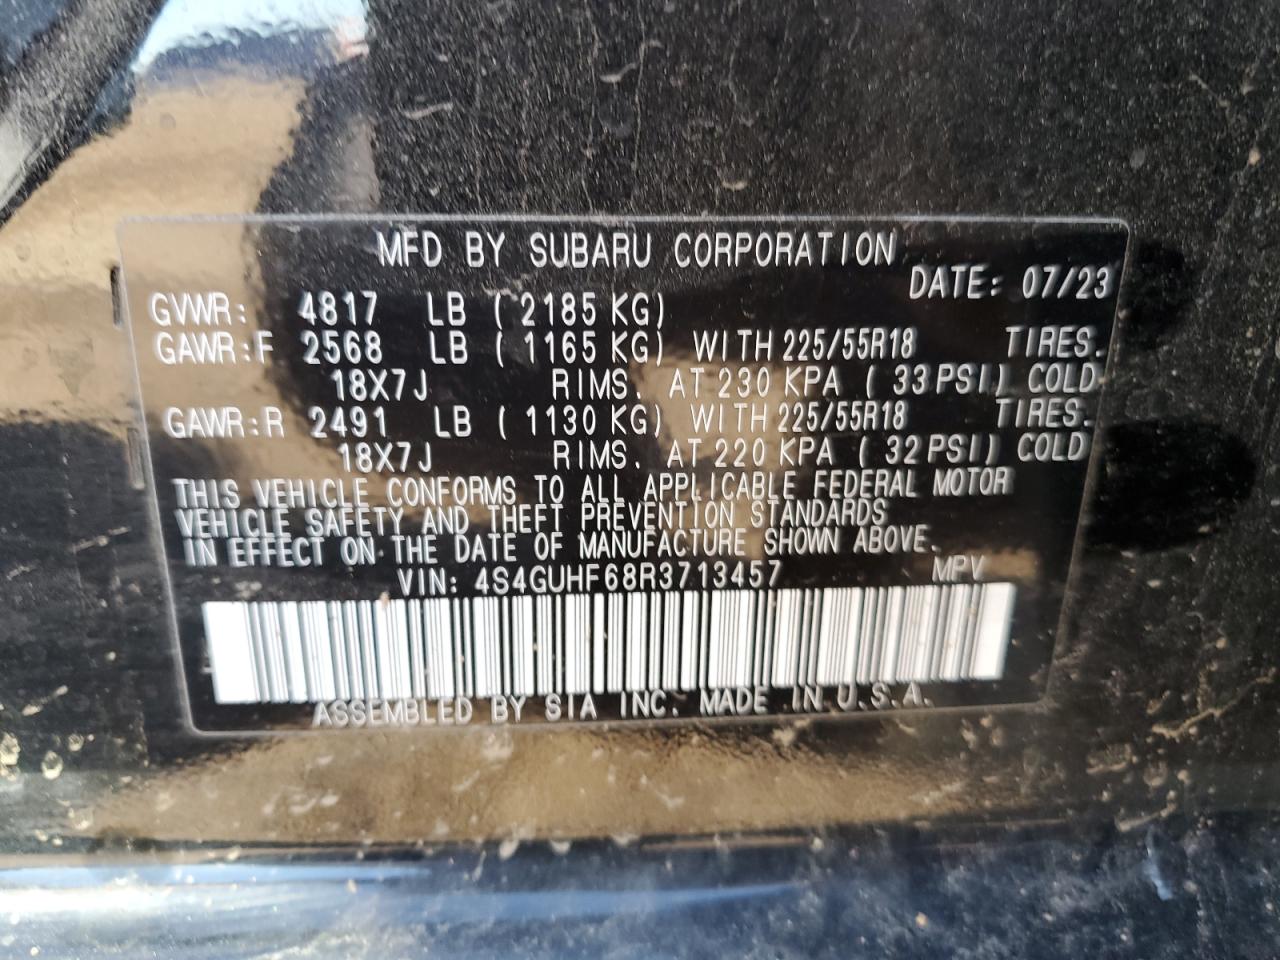 MFD BY SUBARU CORPORATION
DATE: 07/23
GVWR: 4817 LB (2185 KG)
GAWR:F 2568 LB (1165 KG) WITH 225/55R18 TIRES.
18X7J RIMS. AT 230 KPA (33 PSI) COLD
GAWR:R 2491 LB (1130 KG) WITH 225/55R18 TIRES.
18X7J RIMS. AT 220 KPA (32 PSI) COLD
THIS VEHICLE CONFORMS TO ALL APPLICABLE FEDERAL MOTOR
VEHICLE SAFETY AND THEFT PREVENTION STANDARDS
IN EFFECT ON THE DATE OF MANUFACTURE SHOWN ABOVE.
VIN: 4S4GUHF68R3713457 MPV
ASSEMBLED BY SIA INC. MADE IN U.S.A.